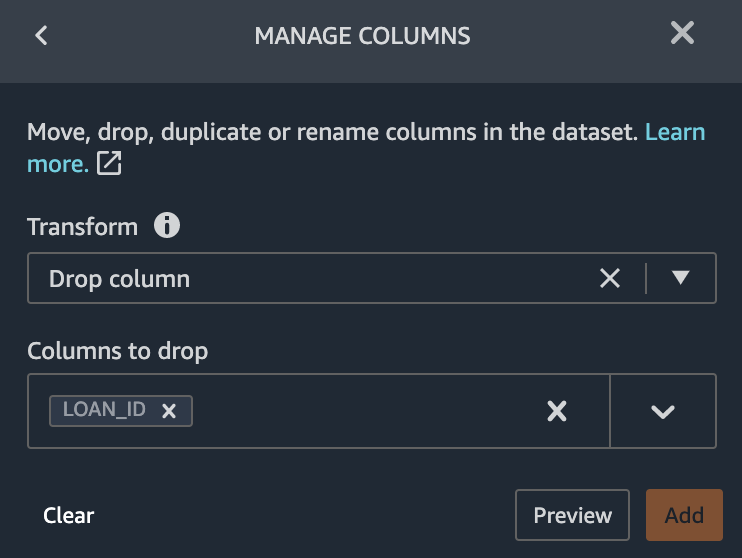 MANAGE COLUMNS
Move, drop, duplicate or rename columns in the dataset. Learn
more.
Transform
Drop column
Columns to drop
LOAN_ID
Clear Preview Add